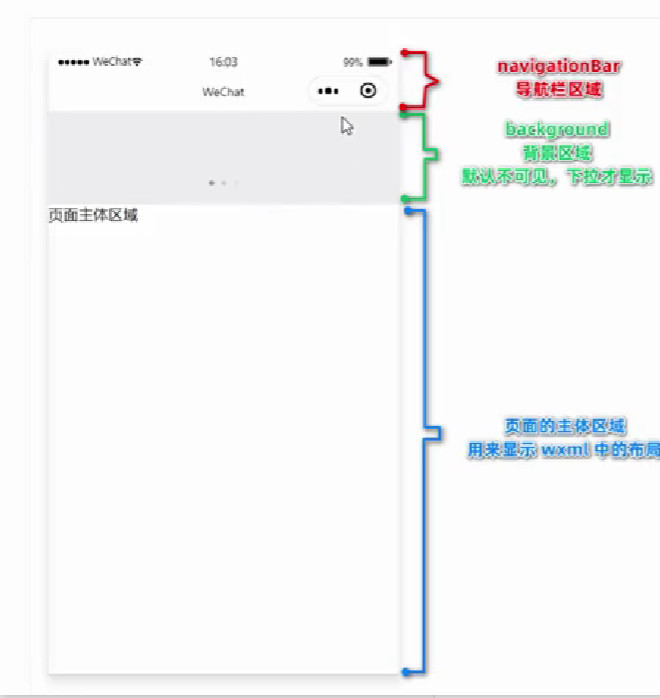 WeChat 16:03 99%
WeChat
页面主体区域
navigationBar
导航栏区域
background
背景区域
默认不可见，下拉才显示
页面的主体区域
用来显示 wxml 中的布局